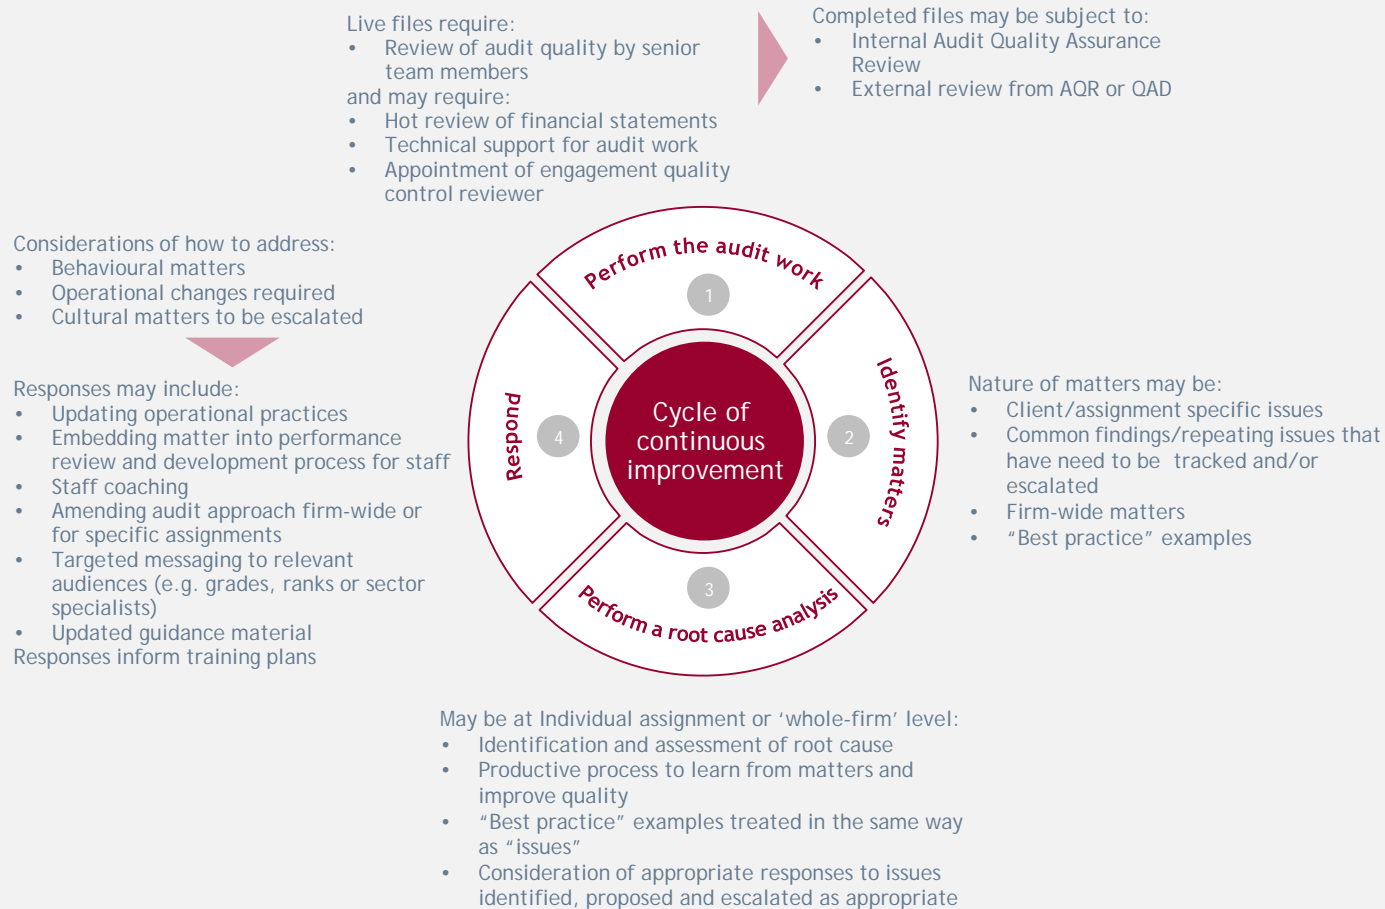 Live files require:
• Review of audit quality by senior
team members
and may require:
• Hot review of financial statements
• Technical support for audit work
• Appointment of engagement quality
control reviewer
Completed files may be subject to:
• Internal Audit Quality Assurance
Review
• External review from AQR or QAD
Considerations of how to address:
• Behavioural matters
• Operational changes required
• Cultural matters to be escalated
Responses may include:
• Updating operational practices
• Embedding matter into performance
review and development process for staff
• Staff coaching
• Amending audit approach firm-wide or
for specific assignments
• Targeted messaging to relevant
audiences (e.g. grades, ranks or sector
specialists)
• Updated guidance material
Responses inform training plans
Perform the audit work
1
Identify matters
2
Perform a root cause analysis
3
Respond
4
Cycle of
continuous
improvement
Nature of matters may be:
• Client/assignment specific issues
• Common findings/repeating issues that
have need to be tracked and/or
escalated
• Firm-wide matters
• “Best practice” examples
May be at Individual assignment or ‘whole-firm’ level:
• Identification and assessment of root cause
• Productive process to learn from matters and
improve quality
• “Best practice” examples treated in the same way
as “issues”
• Consideration of appropriate responses to issues
identified, proposed and escalated as appropriate